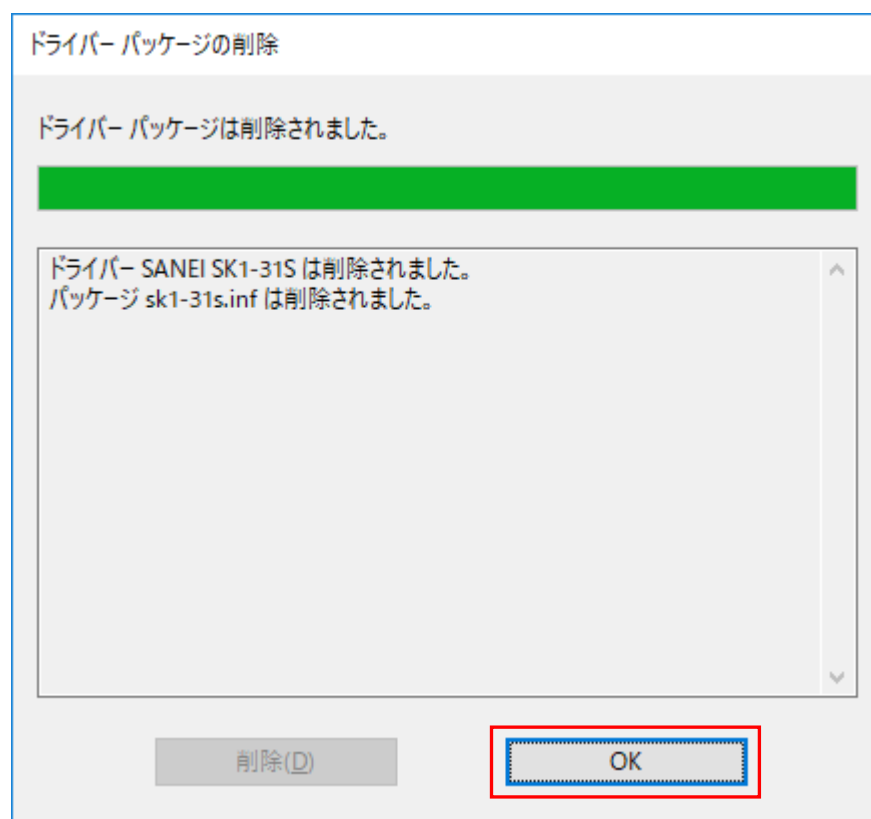 ドライバー パッケージの削除
ドライバー パッケージは削除されました。
ドライバー SANEI SK1-31S は削除されました。
パッケージ sk1-31s.inf は削除されました。
削除(D)
OK